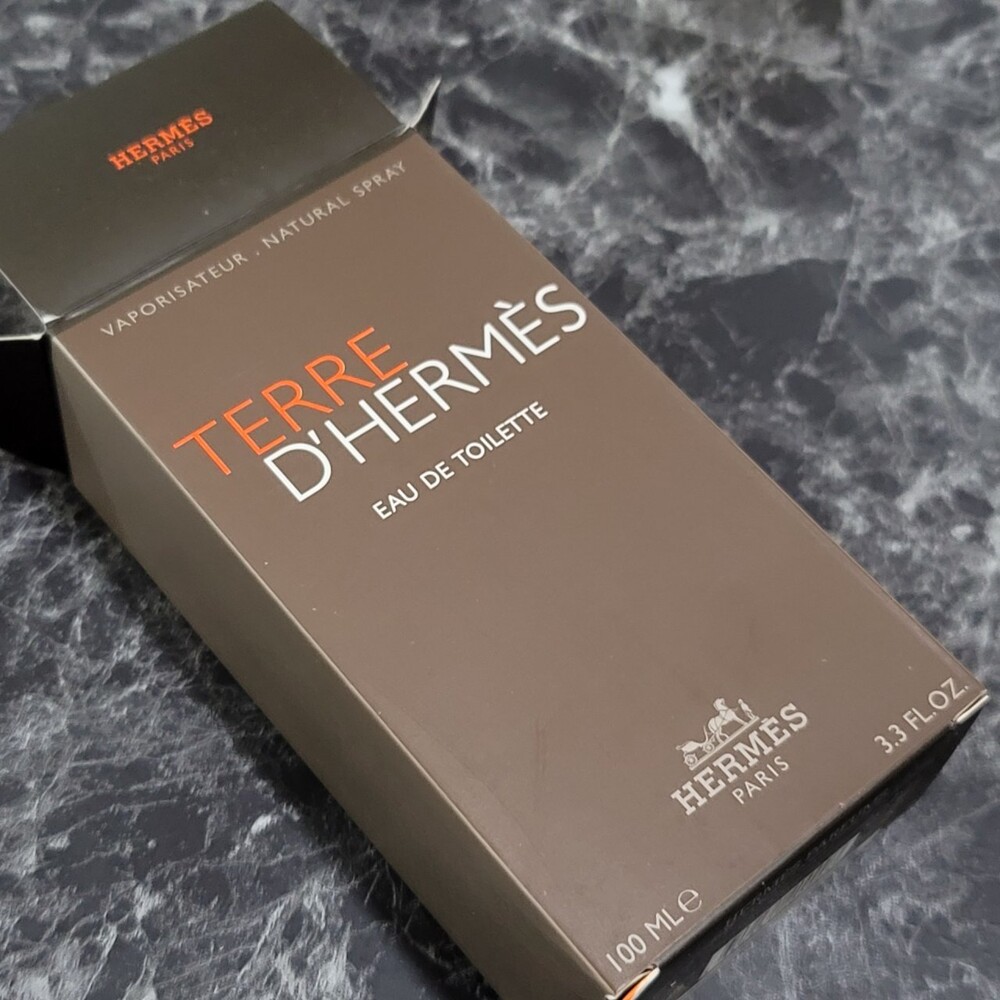 HERMÈS
PARIS
VAPORISATEUR . NATURAL SPRAY
TERRE
D'HERMÈS
EAU DE TOILETTE
HERMÈS
PARIS
3.3 FL.OZ.
100 ML ℮